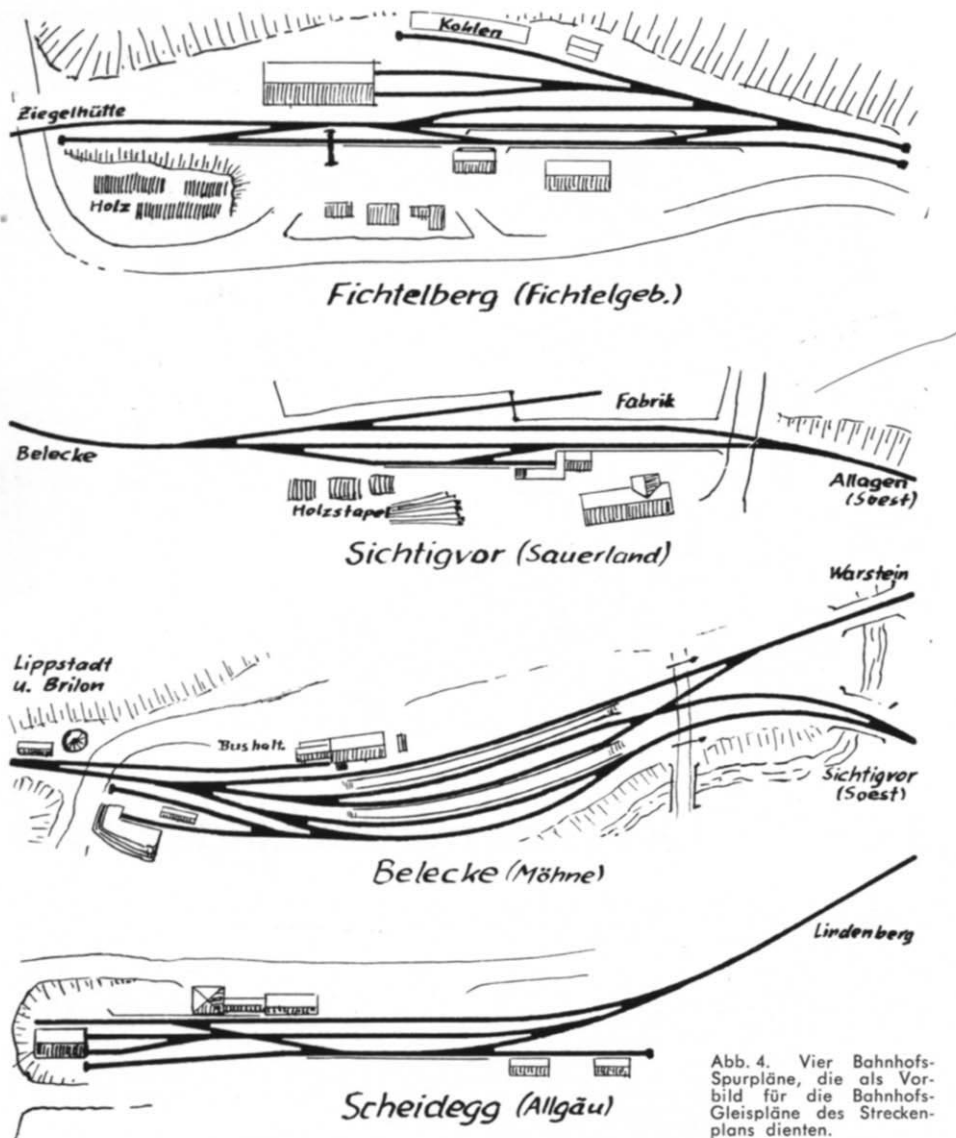 Kohlen
Ziegelhütte
Holz
Fichtelberg (Fichtelgeb.)
Fabrik
Belecke
Allagen
(Soest)
Holzstapel
Sichtigvor (Sauerland)
Warstein
Lippstadt
u. Brilon
Bushalt.
Sichtigvor
(Soest)
Belecke (Möhne)
Lindenberg
Scheidegg (Allgäu)
Abb. 4. Vier Bahnhofs-
Spurpläne, die als Vor-
bild für die Bahnhofs-
Gleispläne des Strecken-
plans dienten.